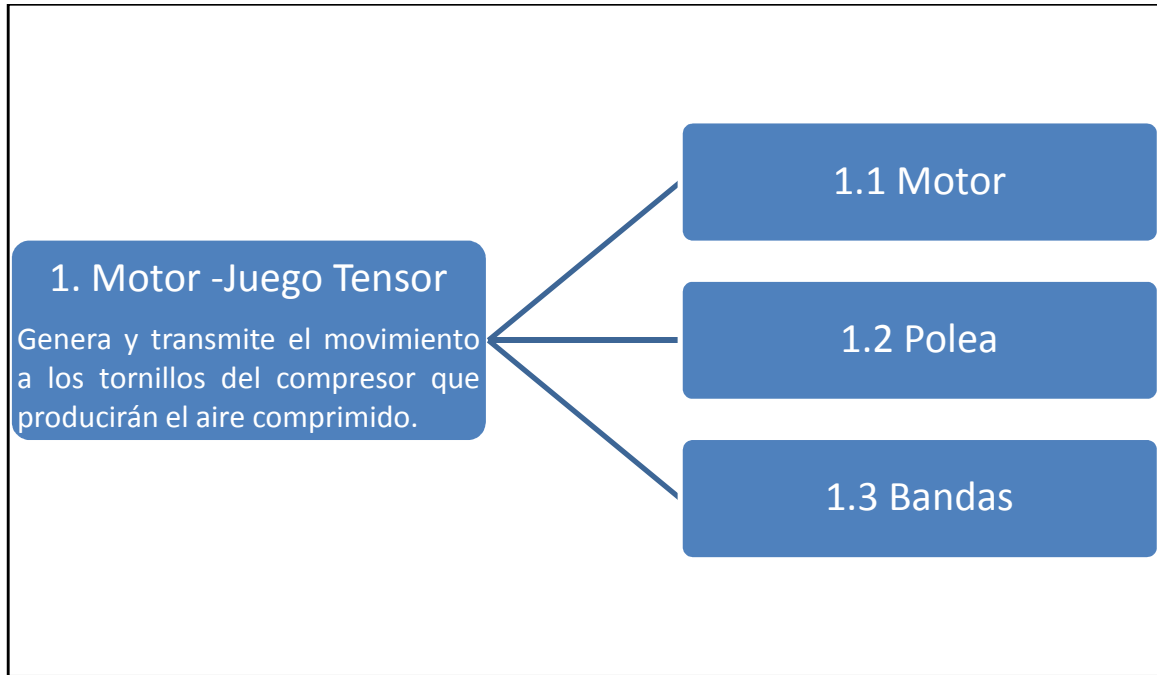 1. Motor -Juego Tensor
Genera y transmite el movimiento
a los tornillos del compresor que
producirán el aire comprimido.
1.1 Motor
1.2 Polea
1.3 Bandas